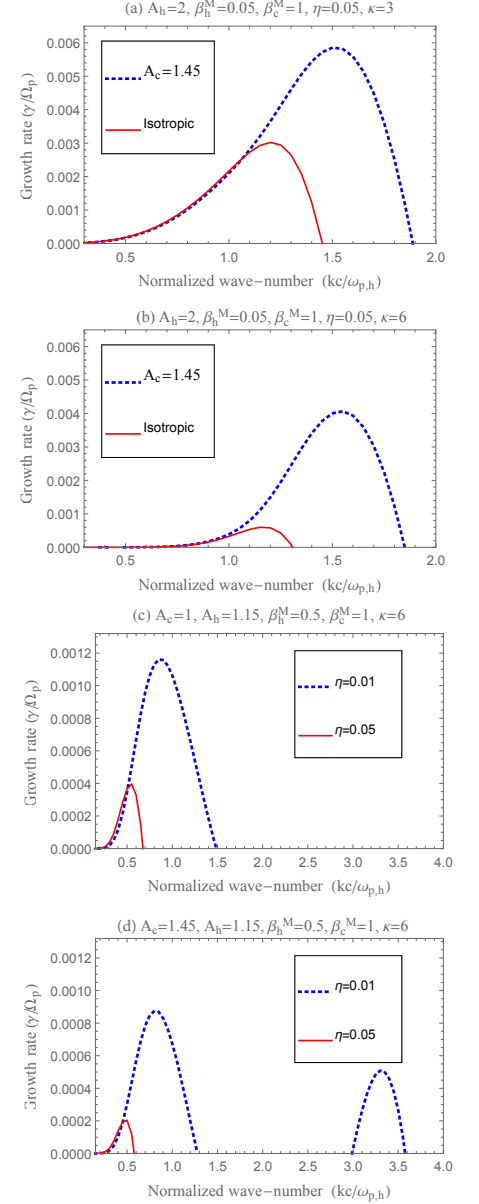 (a) A_h=2, β_h^M=0.05, β_c^M=1, η=0.05, κ=3
Growth rate (γ/Ω_p)
0.006
0.005
0.004
0.003
0.002
0.001
0.000
A_c=1.45
Isotropic
0.5 1.0 1.5 2.0
Normalized wave−number (kc/ω_p,h)
(b) A_h=2, β_h^M=0.05, β_c^M=1, η=0.05, κ=6
Growth rate (γ/Ω_p)
0.006
0.005
0.004
0.003
0.002
0.001
0.000
A_c=1.45
Isotropic
0.5 1.0 1.5 2.0
Normalized wave−number (kc/ω_p,h)
(c) A_c=1, A_h=1.15, β_h^M=0.5, β_c^M=1, κ=6
Growth rate (γ/Ω_p)
0.0012
0.0010
0.0008
0.0006
0.0004
0.0002
0.0000
η=0.01
η=0.05
0.5 1.0 1.5 2.0 2.5 3.0 3.5 4.0
Normalized wave−number (kc/ω_p,h)
(d) A_c=1.45, A_h=1.15, β_h^M=0.5, β_c^M=1, κ=6
Growth rate (γ/Ω_p)
0.0012
0.0010
0.0008
0.0006
0.0004
0.0002
0.0000
η=0.01
η=0.05
0.5 1.0 1.5 2.0 2.5 3.0 3.5 4.0
Normalized wave−number (kc/ω_p,h)